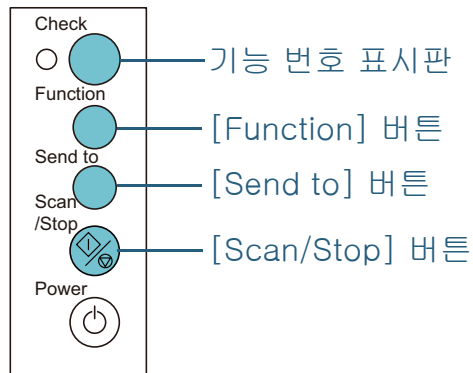 Check
기능 번호 표시판
Function
[Function] 버튼
Send to
[Send to] 버튼
Scan
/Stop
[Scan/Stop] 버튼
Power